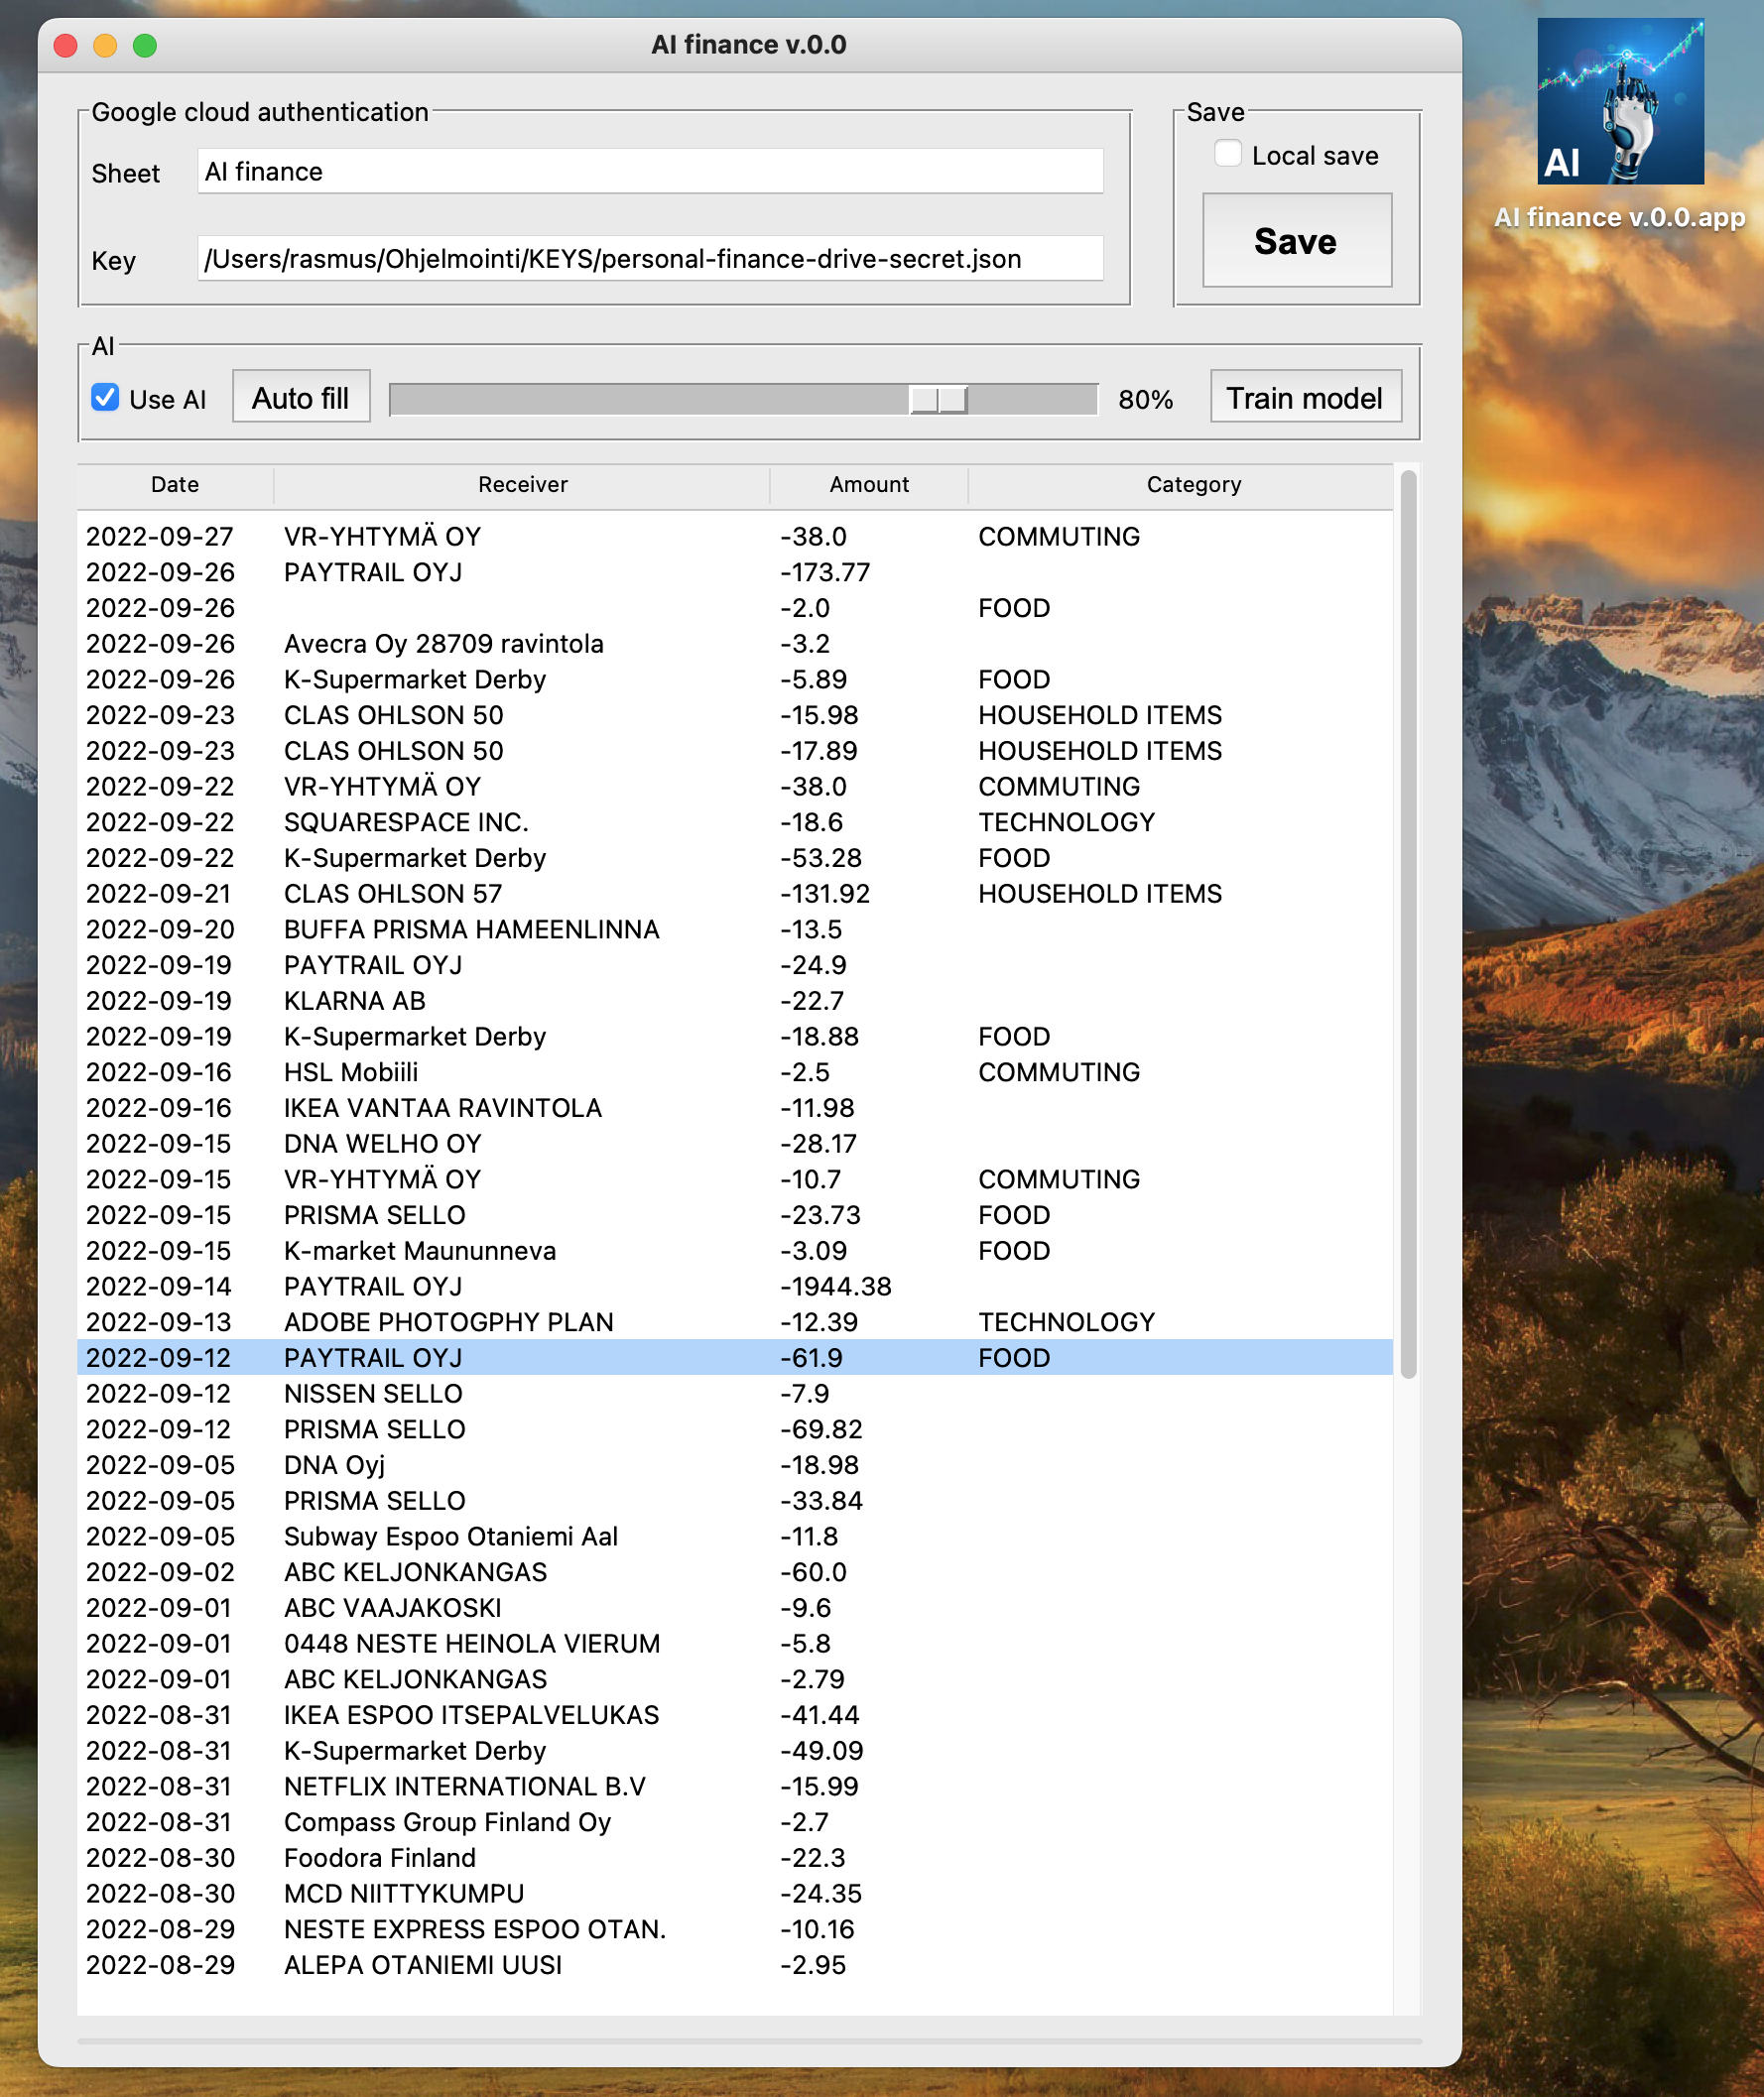 AI finance v.0.0
Google cloud authentication
Sheet AI finance
Key /Users/rasmus/Ohjelmointi/KEYS/personal-finance-drive-secret.json
Save
Local save
Save
AI
AI finance v.0.0.app
AI
Use AI Auto fill 80% Train model
Date Receiver Amount Category
2022-09-27 VR-YHTYMÄ OY -38.0 COMMUTING
2022-09-26 PAYTRAIL OYJ -173.77
2022-09-26 -2.0 FOOD
2022-09-26 Avecra Oy 28709 ravintola -3.2
2022-09-26 K-Supermarket Derby -5.89 FOOD
2022-09-23 CLAS OHLSON 50 -15.98 HOUSEHOLD ITEMS
2022-09-23 CLAS OHLSON 50 -17.89 HOUSEHOLD ITEMS
2022-09-22 VR-YHTYMÄ OY -38.0 COMMUTING
2022-09-22 SQUARESPACE INC. -18.6 TECHNOLOGY
2022-09-22 K-Supermarket Derby -53.28 FOOD
2022-09-21 CLAS OHLSON 57 -131.92 HOUSEHOLD ITEMS
2022-09-20 BUFFA PRISMA HAMEENLINNA -13.5
2022-09-19 PAYTRAIL OYJ -24.9
2022-09-19 KLARNA AB -22.7
2022-09-19 K-Supermarket Derby -18.88 FOOD
2022-09-16 HSL Mobiili -2.5 COMMUTING
2022-09-16 IKEA VANTAA RAVINTOLA -11.98
2022-09-15 DNA WELHO OY -28.17
2022-09-15 VR-YHTYMÄ OY -10.7 COMMUTING
2022-09-15 PRISMA SELLO -23.73 FOOD
2022-09-15 K-market Maununneva -3.09 FOOD
2022-09-14 PAYTRAIL OYJ -1944.38
2022-09-13 ADOBE PHOTOGPHY PLAN -12.39 TECHNOLOGY
2022-09-12 PAYTRAIL OYJ -61.9 FOOD
2022-09-12 NISSEN SELLO -7.9
2022-09-12 PRISMA SELLO -69.82
2022-09-05 DNA Oyj -18.98
2022-09-05 PRISMA SELLO -33.84
2022-09-05 Subway Espoo Otaniemi Aal -11.8
2022-09-02 ABC KELJONKANGAS -60.0
2022-09-01 ABC VAAJAKOSKI -9.6
2022-09-01 0448 NESTE HEINOLA VIERUM -5.8
2022-09-01 ABC KELJONKANGAS -2.79
2022-08-31 IKEA ESPOO ITSEPALVELUKAS -41.44
2022-08-31 K-Supermarket Derby -49.09
2022-08-31 NETFLIX INTERNATIONAL B.V -15.99
2022-08-31 Compass Group Finland Oy -2.7
2022-08-30 Foodora Finland -22.3
2022-08-30 MCD NIITTYKUMPU -24.35
2022-08-29 NESTE EXPRESS ESPOO OTAN. -10.16
2022-08-29 ALEPA OTANIEMI UUSI -2.95